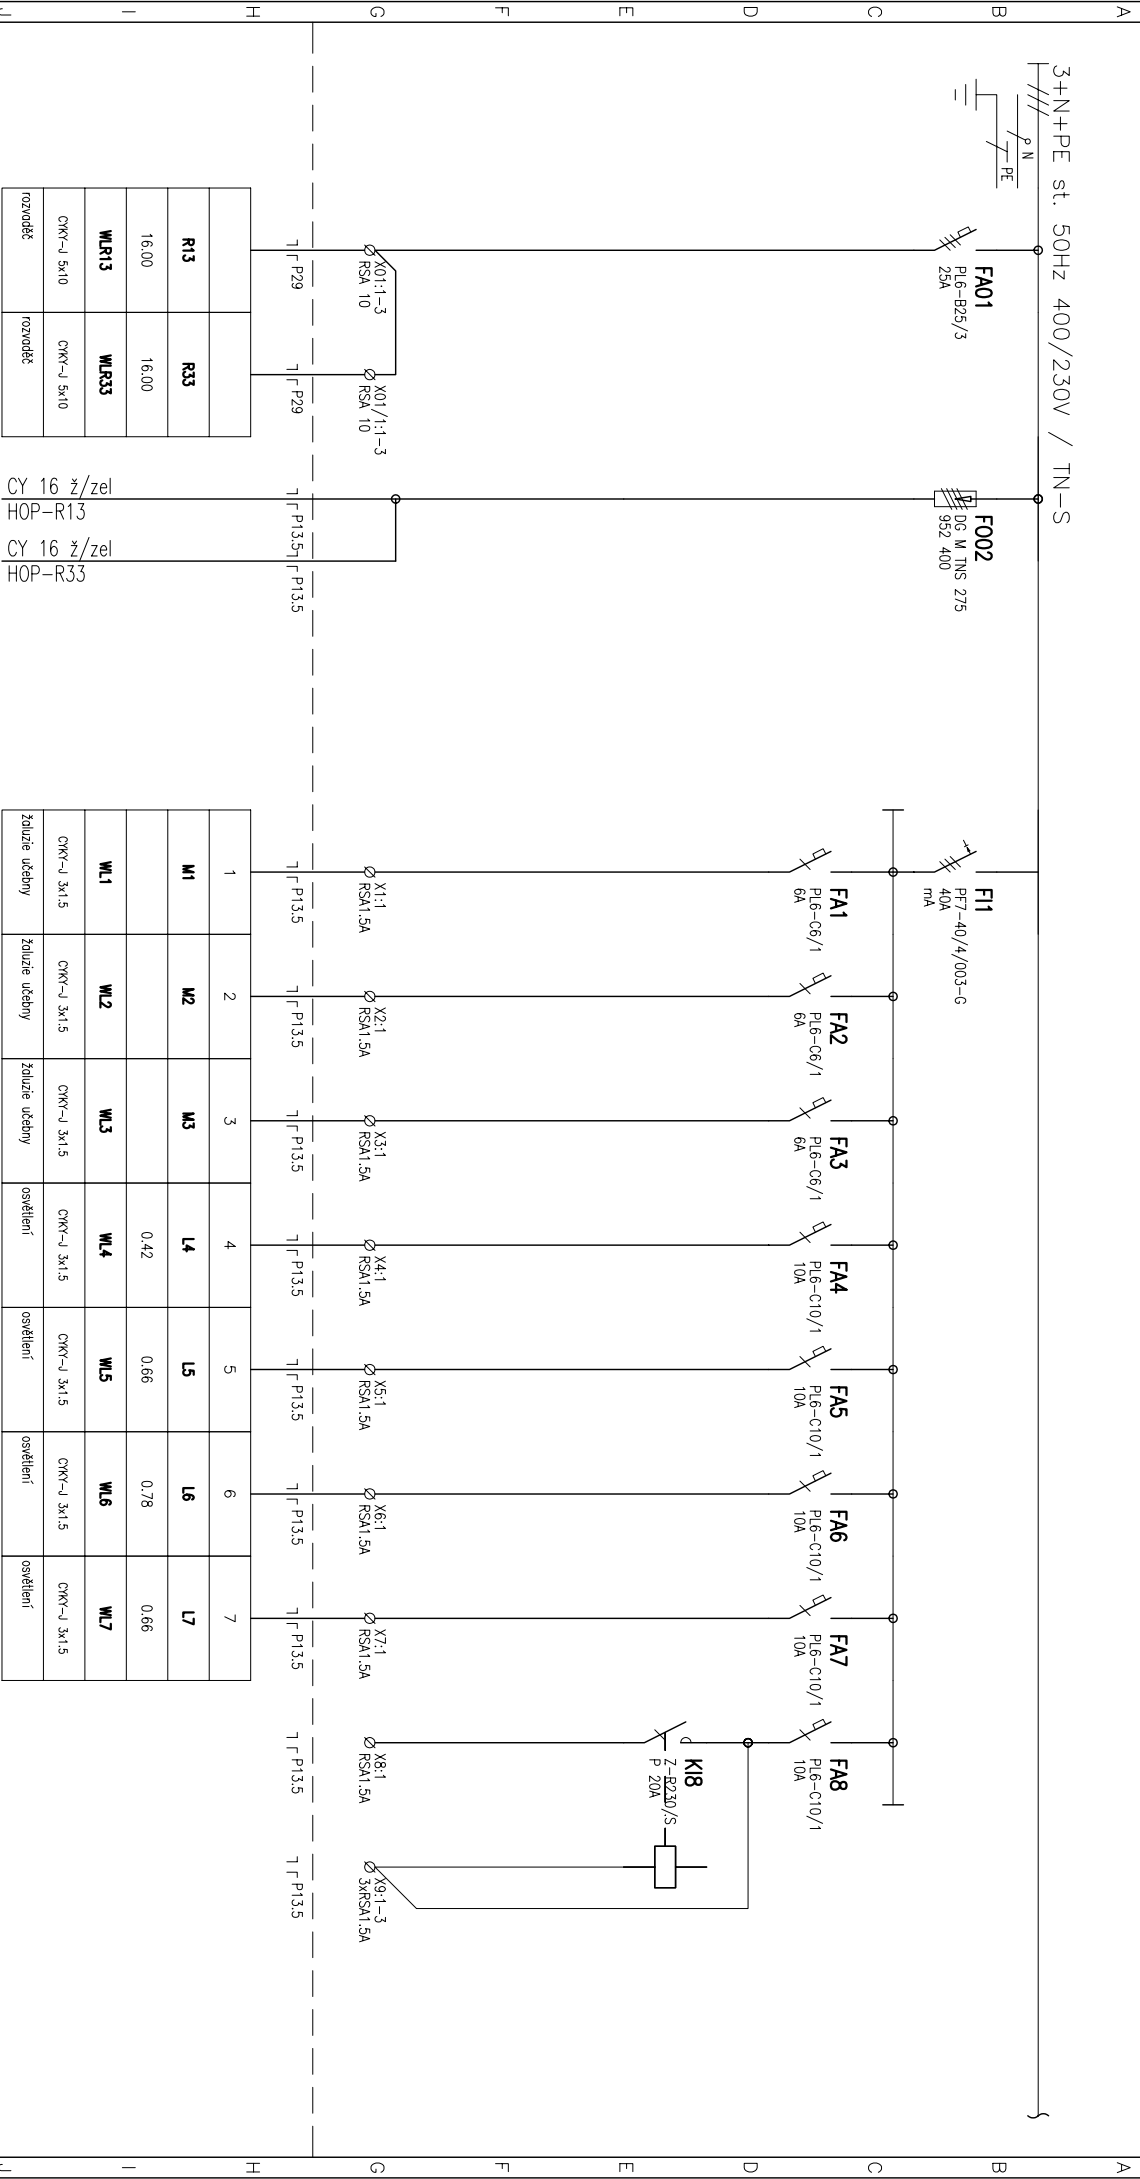 A
B
C
D
E
F
G
H
I
J
3+N+PE st. 50Hz 400/230V / TN-S
N
PE
FA01
PL6-B25/3
25A
FO02
DG M TNS 275
952 400
FI1
PF7-40/4/003-G
40A
mA
FA1
PL6-C6/1
6A
FA2
PL6-C6/1
6A
FA3
PL6-C6/1
6A
FA4
PL6-C10/1
10A
FA5
PL6-C10/1
10A
FA6
PL6-C10/1
10A
FA7
PL6-C10/1
10A
FA8
PL6-C10/1
10A
KI8
Z-R230/S
P 20A
X01:1-3
RSA 10
X01/1:1-3
RSA 10
X1:1
RSA1.5A
X2:1
RSA1.5A
X3:1
RSA1.5A
X4:1
RSA1.5A
X5:1
RSA1.5A
X6:1
RSA1.5A
X7:1
RSA1.5A
X8:1
RSA1.5A
X9:1-3
3xRSA1.5A
P29
P29
P13.5
P13.5
P13.5
P13.5
P13.5
P13.5
P13.5
P13.5
P13.5
P13.5
P13.5
1
2
3
4
5
6
7
R13
R33
M1
M2
M3
L4
L5
L6
L7
16.00
16.00
0.42
0.66
0.78
0.66
WLR13
WLR33
WL1
WL2
WL3
WL4
WL5
WL6
WL7
CYKY-J 5x10
CYKY-J 5x10
CYKY-J 3x1.5
CYKY-J 3x1.5
CYKY-J 3x1.5
CYKY-J 3x1.5
CYKY-J 3x1.5
CYKY-J 3x1.5
CYKY-J 3x1.5
rozvaděč
rozvaděč
žaluzie učebny
žaluzie učebny
žaluzie učebny
osvětlení
osvětlení
osvětlení
osvětlení
CY 16 ž/zel
HOP-R13
CY 16 ž/zel
HOP-R33
A
B
C
D
E
F
G
H
I
J